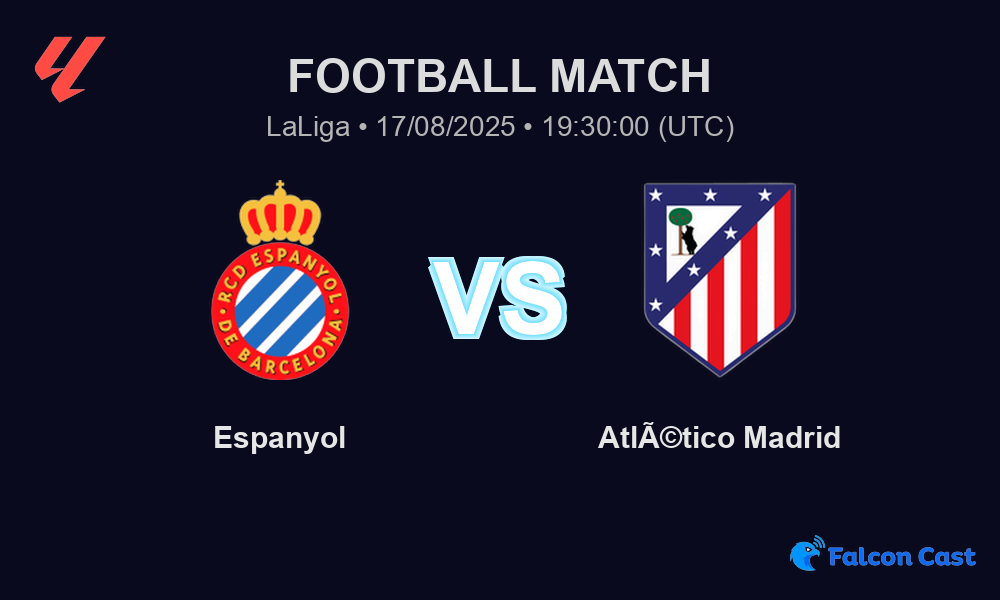 FOOTBALL MATCH
LaLiga • 17/08/2025 • 19:30:00 (UTC)
RCD ESPANYOL
DE BARCELONA
VS
Espanyol
AtlÃ©tico Madrid
Falcon Cast